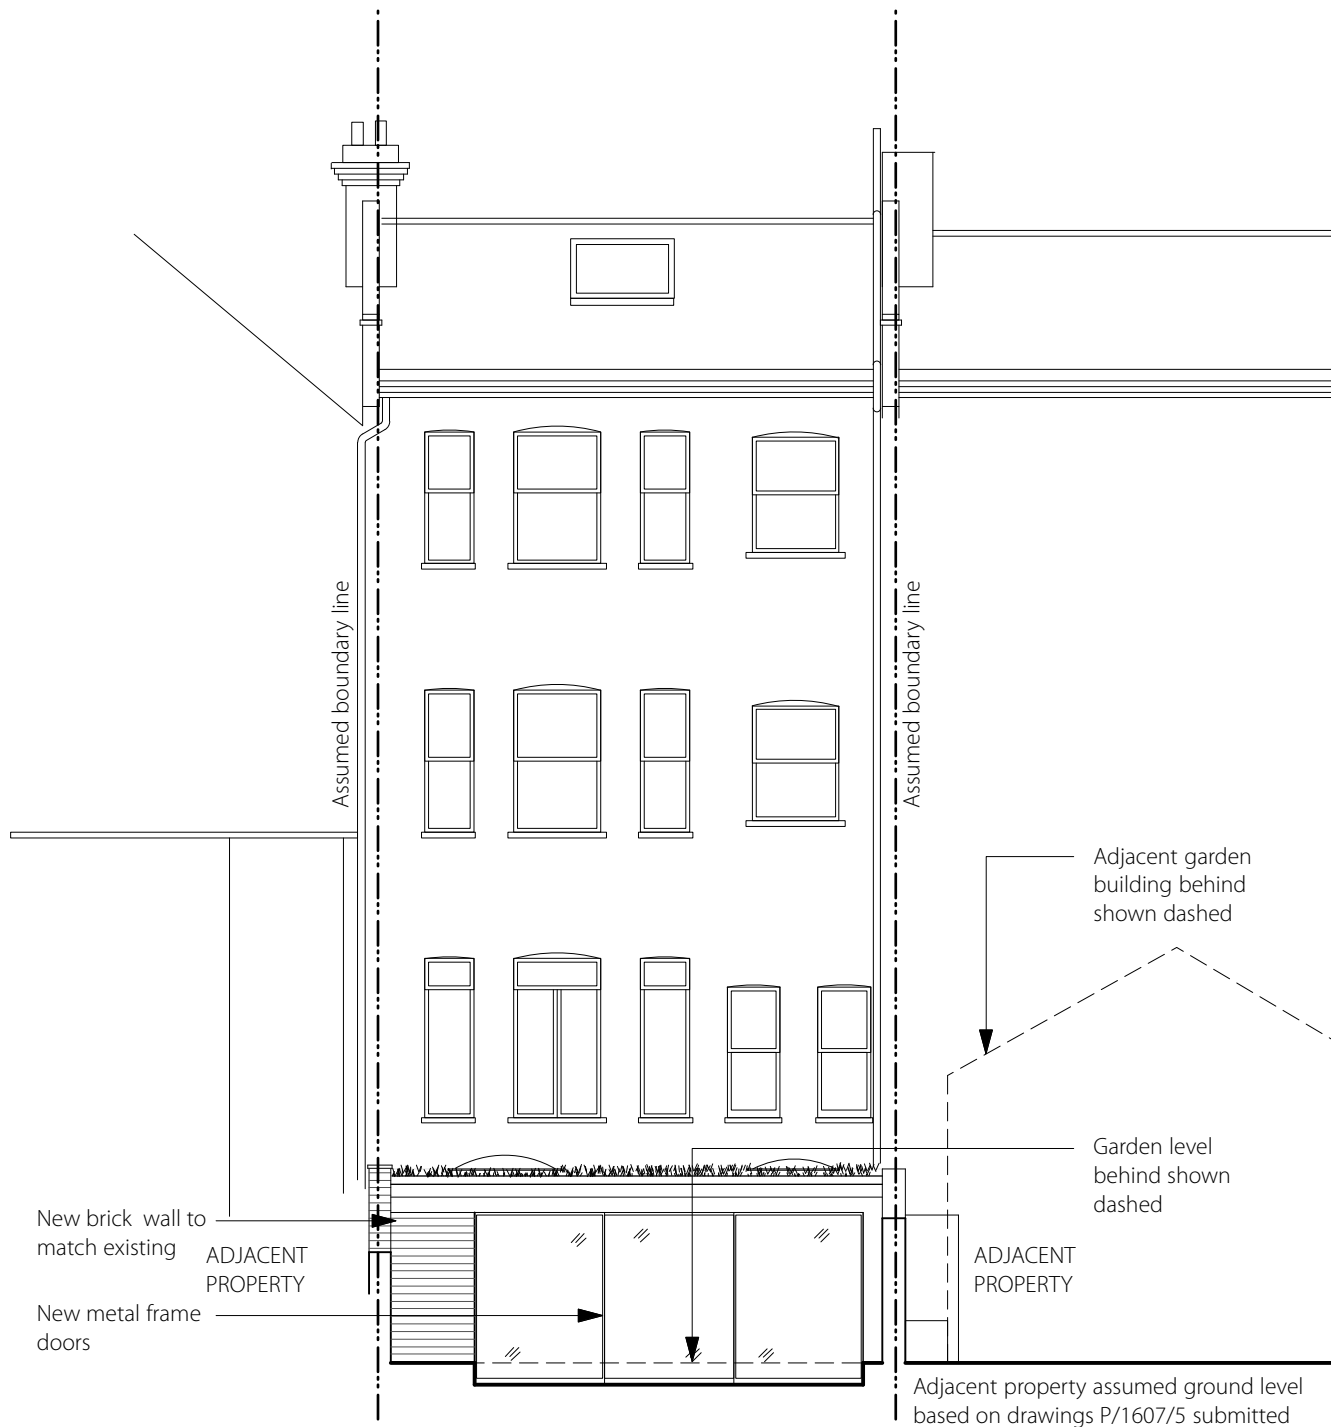 Assumed boundary line
Assumed boundary line
Adjacent garden
building behind
shown dashed
Garden level
behind shown
dashed
New brick wall to
match existing
ADJACENT
PROPERTY
ADJACENT
PROPERTY
New metal frame
doors
Adjacent property assumed ground level
based on drawings P/1607/5 submitted